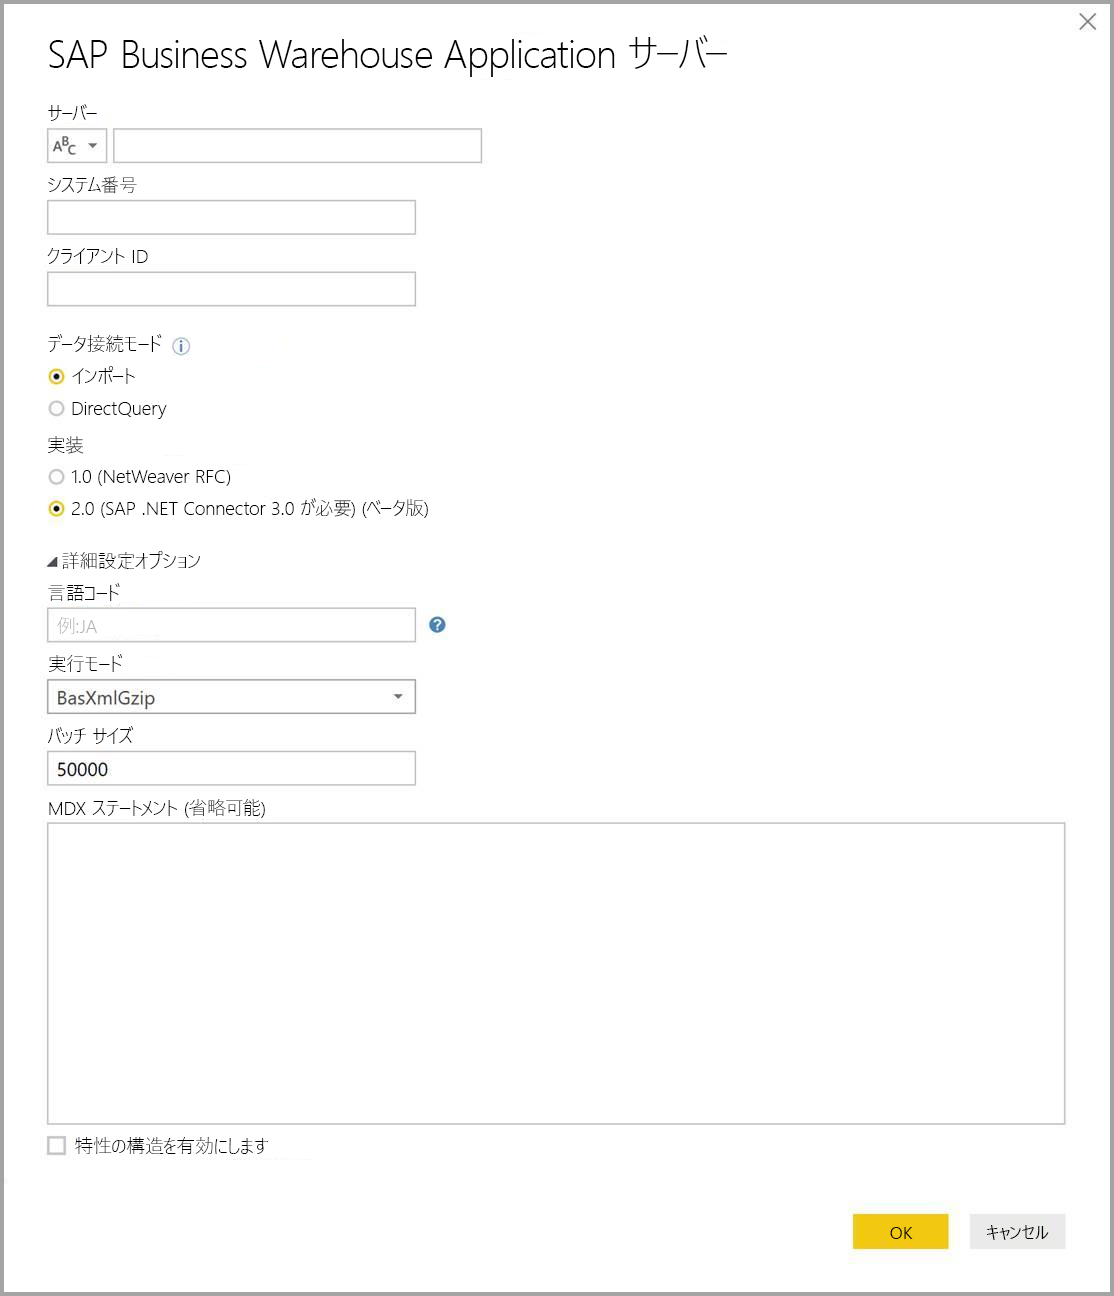 SAP Business Warehouse Application サーバー
サーバー
ABC
システム番号
クライアント ID
データ接続モード
インポート
DirectQuery
実装
1.0 (NetWeaver RFC)
2.0 (SAP .NET Connector 3.0 が必要) (ベータ版)
詳細設定オプション
言語コード
例:JA
実行モード
BasXmlGzip
バッチ サイズ
50000
MDX ステートメント (省略可能)
特性の構造を有効にします
OK キャンセル